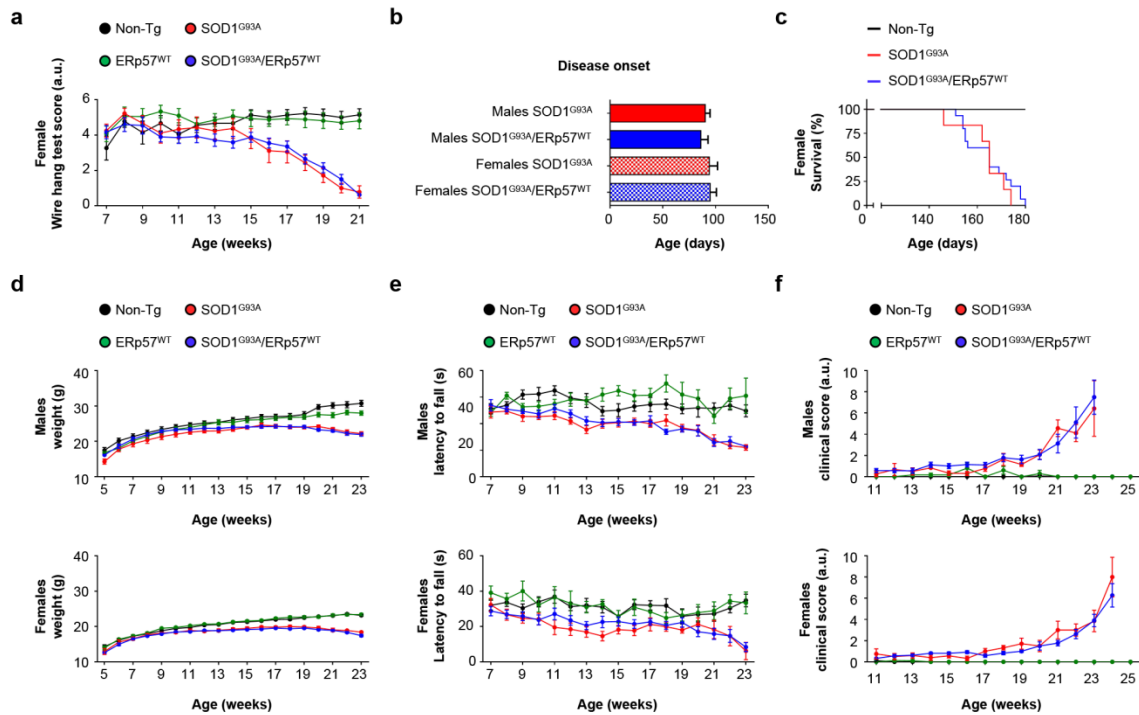 a
Non-Tg SOD1G93A
ERp57WT SOD1G93A/ERp57WT
Female
Wire hang test score (a.u.)
6
4
2
0
7 9 11 13 15 17 19 21
Age (weeks)
b
Disease onset
Males SOD1G93A
Males SOD1G93A/ERp57WT
Females SOD1G93A
Females SOD1G93A/ERp57WT
0 50 100 150
Age (days)
c
Non-Tg
SOD1G93A
SOD1G93A/ERp57WT
Female
Survival (%)
100
75
50
25
0
0 140 160 180
Age (days)
d
Non-Tg SOD1G93A
ERp57WT SOD1G93A/ERp57WT
Males
weight (g)
40
30
20
10
5 7 9 11 13 15 17 19 21 23
Age (weeks)
Females
weight (g)
40
30
20
10
5 7 9 11 13 15 17 19 21 23
Age (weeks)
e
Non-Tg SOD1G93A
ERp57WT SOD1G93A/ERp57WT
Males
latency to fall (s)
60
40
20
0
7 9 11 13 15 17 19 21 23
Age (weeks)
Females
Latency to fall (s)
60
40
20
0
7 9 11 13 15 17 19 21 23
Age (weeks)
f
Non-Tg SOD1G93A
ERp57WT SOD1G93A/ERp57WT
Males
clinical score (a.u.)
10
8
6
4
2
0
11 13 15 17 19 21 23 25
Age (weeks)
Females
clinical score (a.u.)
10
8
6
4
2
0
11 13 15 17 19 21 23 25
Age (weeks)